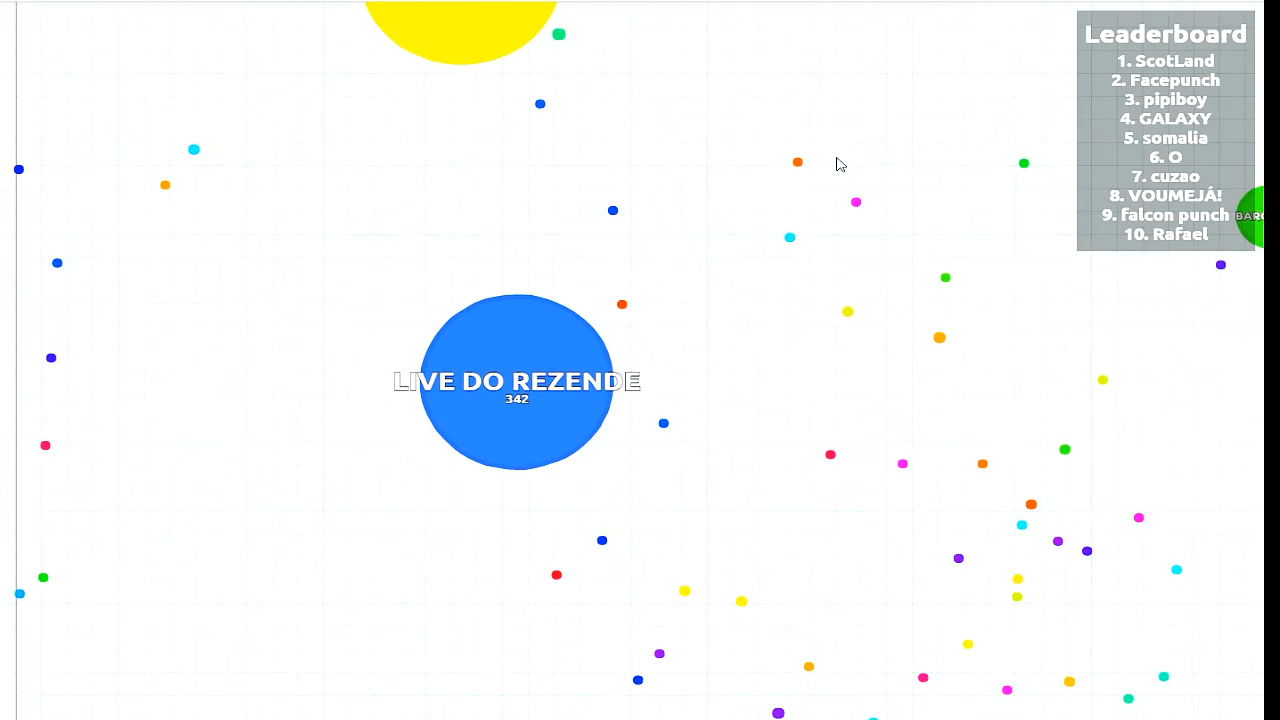 Leaderboard
1. ScotLand
2. Facepunch
3. pipiboy
4. GALAXY
5. somalia
6. O
7. cuzao
8. VOUMEJÁ!
9. falcon punch
10. Rafael
LIVE DO REZENDE
342